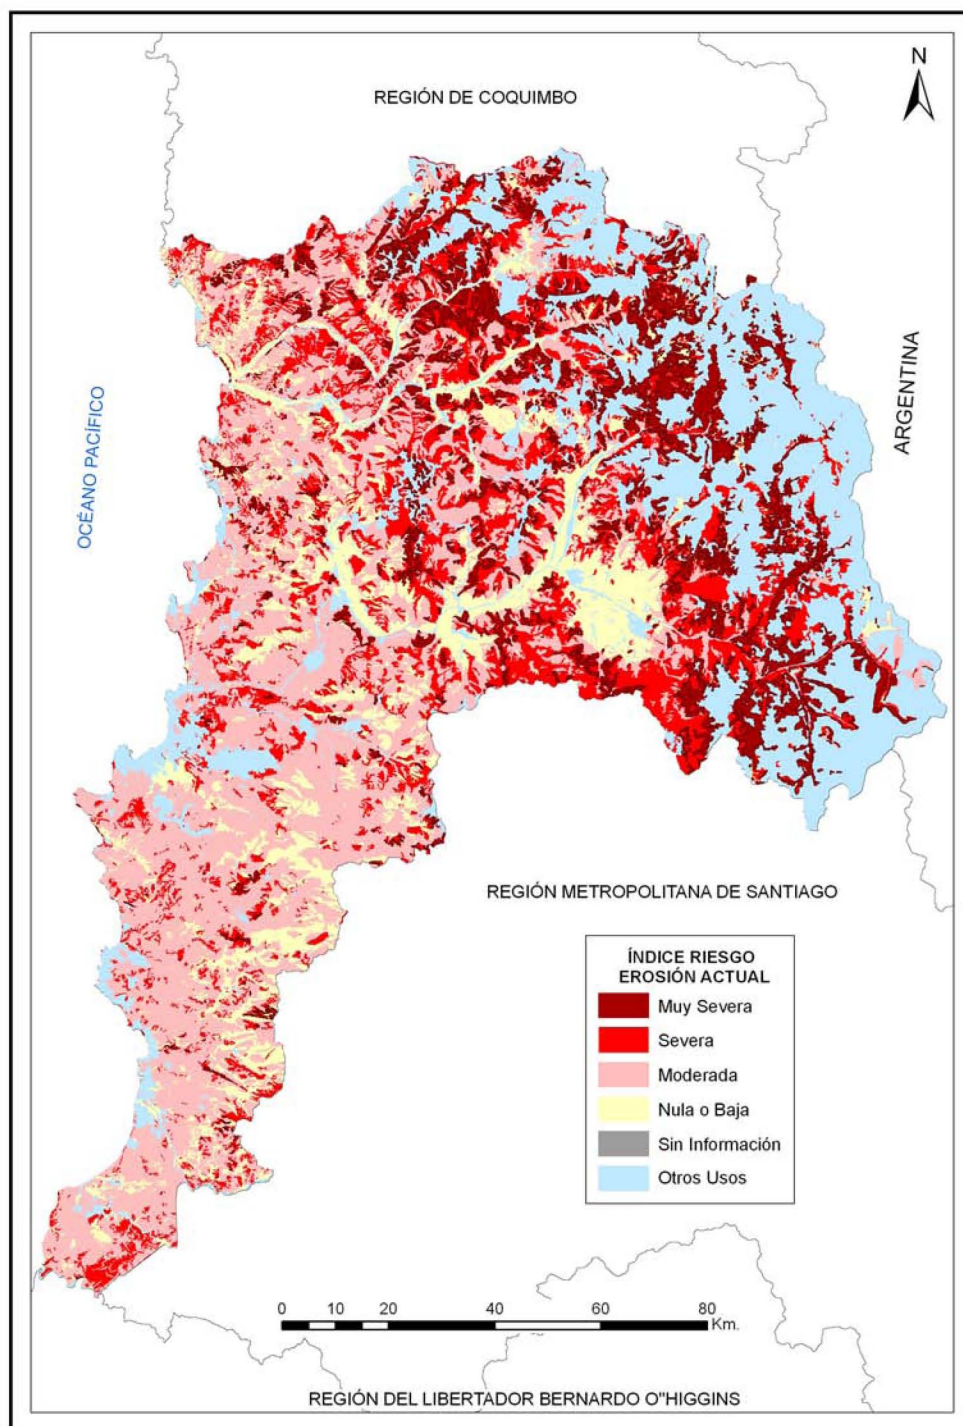 N
REGIÓN DE COQUIMBO
OCÉANO PACÍFICO
ARGENTINA
REGIÓN METROPOLITANA DE SANTIAGO
ÍNDICE RIESGO
EROSIÓN ACTUAL
Muy Severa
Severa
Moderada
Nula o Baja
Sin Información
Otros Usos
0 10 20 40 60 80
Km.
REGIÓN DEL LIBERTADOR BERNARDO O"HIGGINS